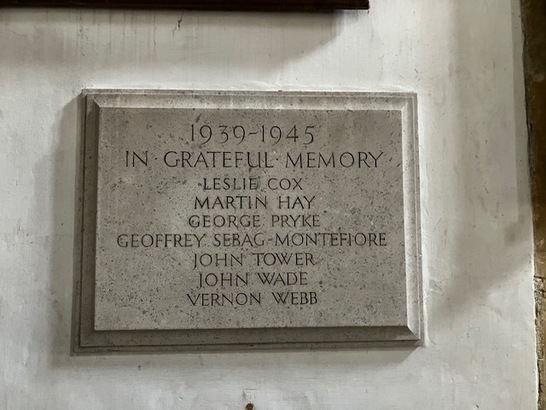 1939-1945
IN · GRATEFUL · MEMORY
LESLIE COX
MARTIN HAY
GEORGE PRYKE
GEOFFREY SEBAG-MONTEFIORE
JOHN TOWER
JOHN WADE
VERNON WEBB